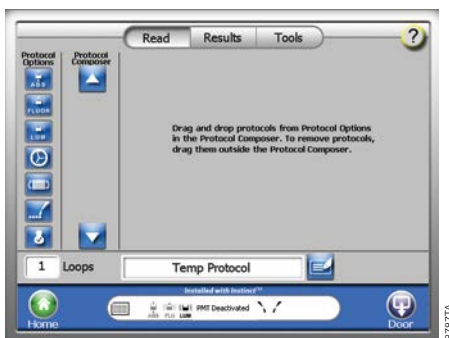 Read Results Tools ?
Protocol Options
Protocol Composer
ABS
FLUOR
LUM
Drag and drop protocols from Protocol Options
in the Protocol Composer. To remove protocols,
drag them outside the Protocol Composer.
1 Loops Temp Protocol
Installed with Instinct™
ABS FLU LUM PMT Deactivated
Home
Door